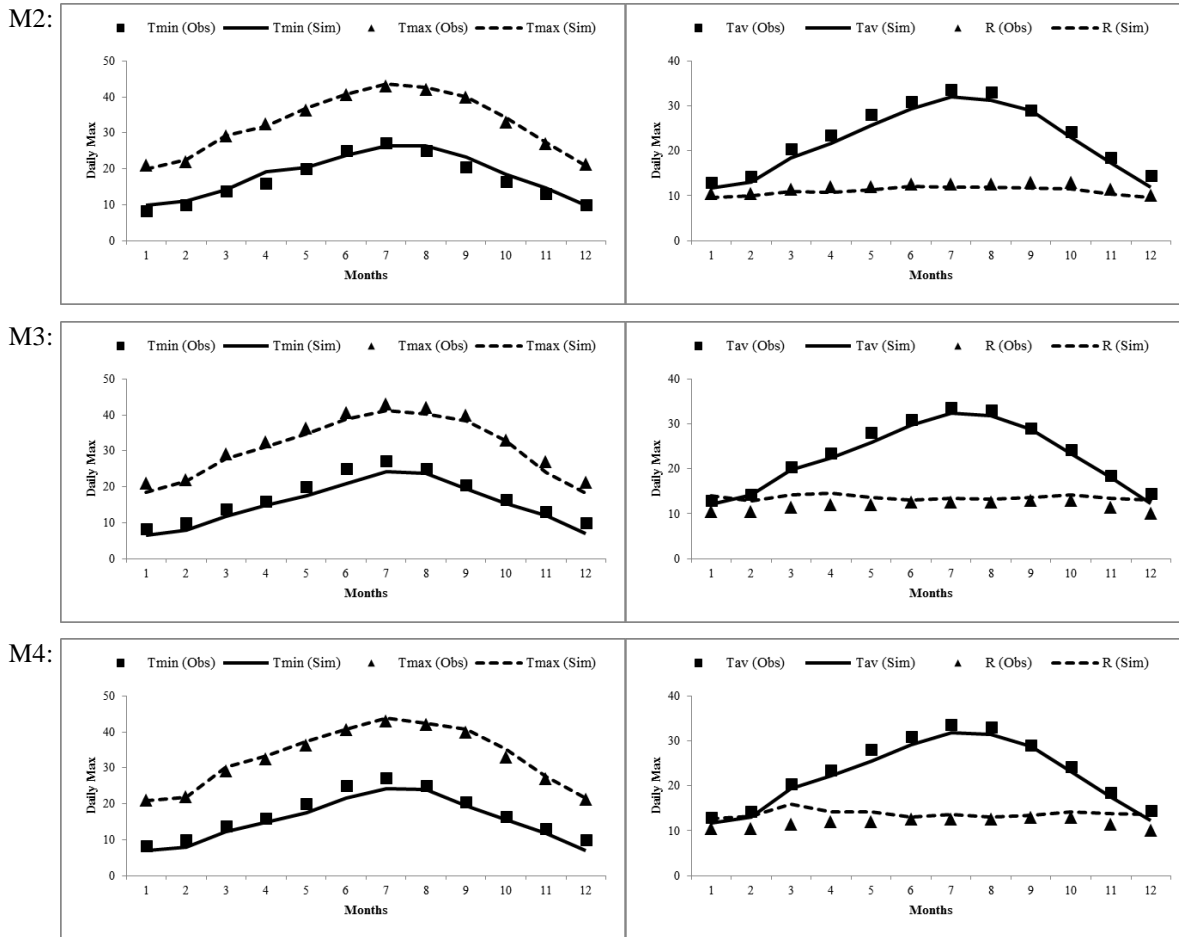 M2:
Tmin (Obs) Tmin (Sim) Tmax (Obs) Tmax (Sim)
50
40
30
20
10
0
Daily Max
1 2 3 4 5 6 7 8 9 10 11 12
Months
Tav (Obs) Tav (Sim) R (Obs) R (Sim)
40
30
20
10
0
Daily Max
1 2 3 4 5 6 7 8 9 10 11 12
Months
M3:
Tmin (Obs) Tmin (Sim) Tmax (Obs) Tmax (Sim)
50
40
30
20
10
0
Daily Max
1 2 3 4 5 6 7 8 9 10 11 12
Months
Tav (Obs) Tav (Sim) R (Obs) R (Sim)
40
30
20
10
0
Daily Max
1 2 3 4 5 6 7 8 9 10 11 12
Months
M4:
Tmin (Obs) Tmin (Sim) Tmax (Obs) Tmax (Sim)
50
40
30
20
10
0
Daily Max
1 2 3 4 5 6 7 8 9 10 11 12
Months
Tav (Obs) Tav (Sim) R (Obs) R (Sim)
40
30
20
10
0
Daily Max
1 2 3 4 5 6 7 8 9 10 11 12
Months